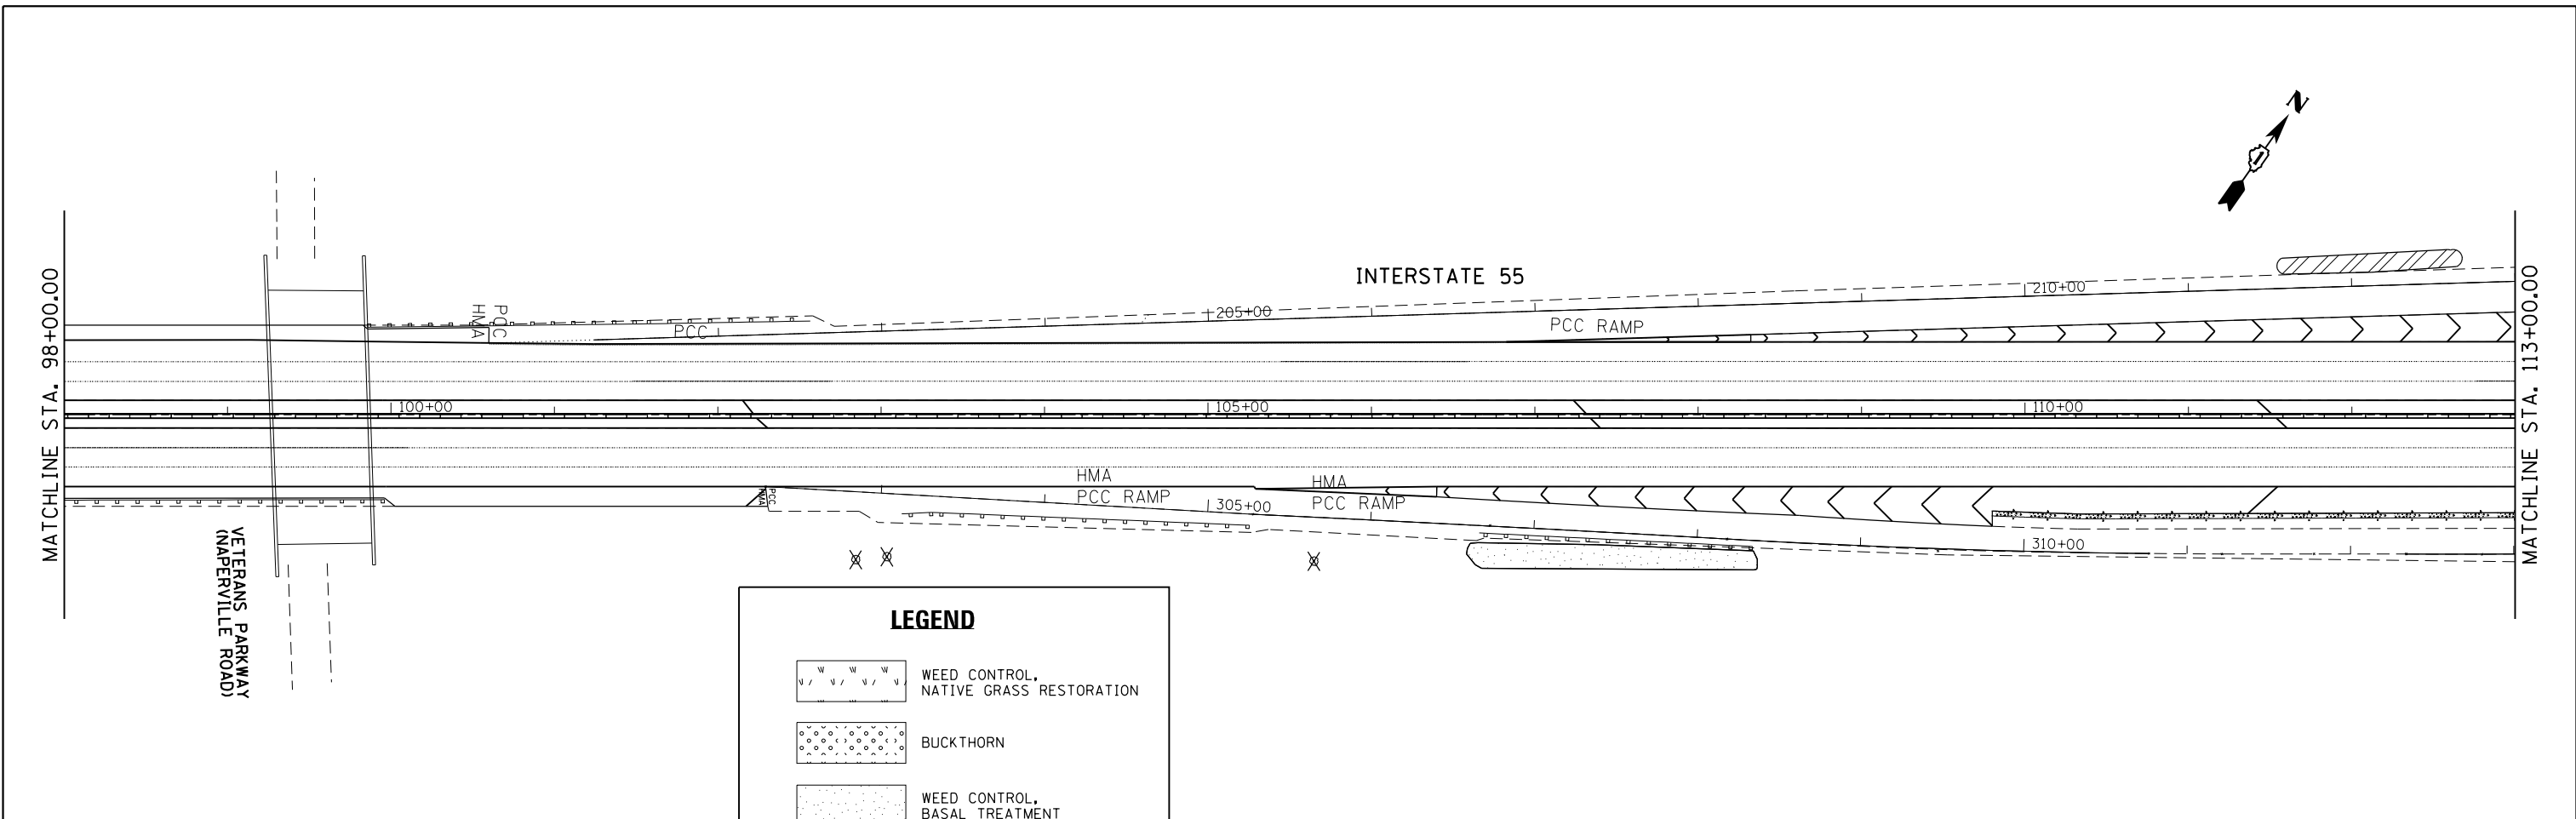 N
INTERSTATE 55
MATCHLINE STA. 98+00.00
MATCHLINE STA. 113+00.00
210+00
205+00
PCC
HMA
PCC
PCC RAMP
100+00
105+00
110+00
HMA
PCC RAMP
HMA
PCC RAMP
HMA
PCC
305+00
310+00
VETERANS PARKWAY
(NAPERVILLE ROAD)
LEGEND
WEED CONTROL,
NATIVE GRASS RESTORATION
BUCKTHORN
WEED CONTROL,
BASAL TREATMENT